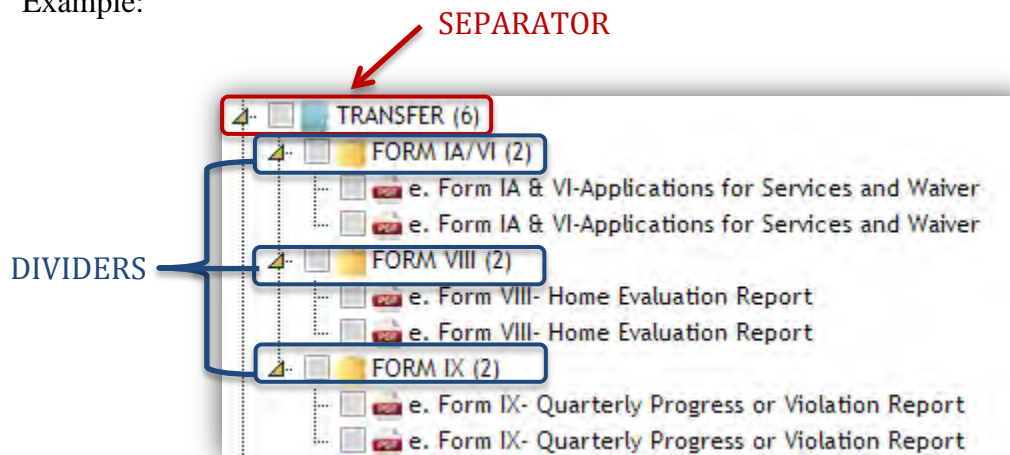 Example:
SEPARATOR
TRANSFER (6)
FORM IA/VI (2)
e. Form IA & VI-Applications for Services and Waiver
e. Form IA & VI-Applications for Services and Waiver
DIVIDERS
FORM VIII (2)
e. Form VIII- Home Evaluation Report
e. Form VIII- Home Evaluation Report
FORM IX (2)
e. Form IX- Quarterly Progress or Violation Report
e. Form IX- Quarterly Progress or Violation Report